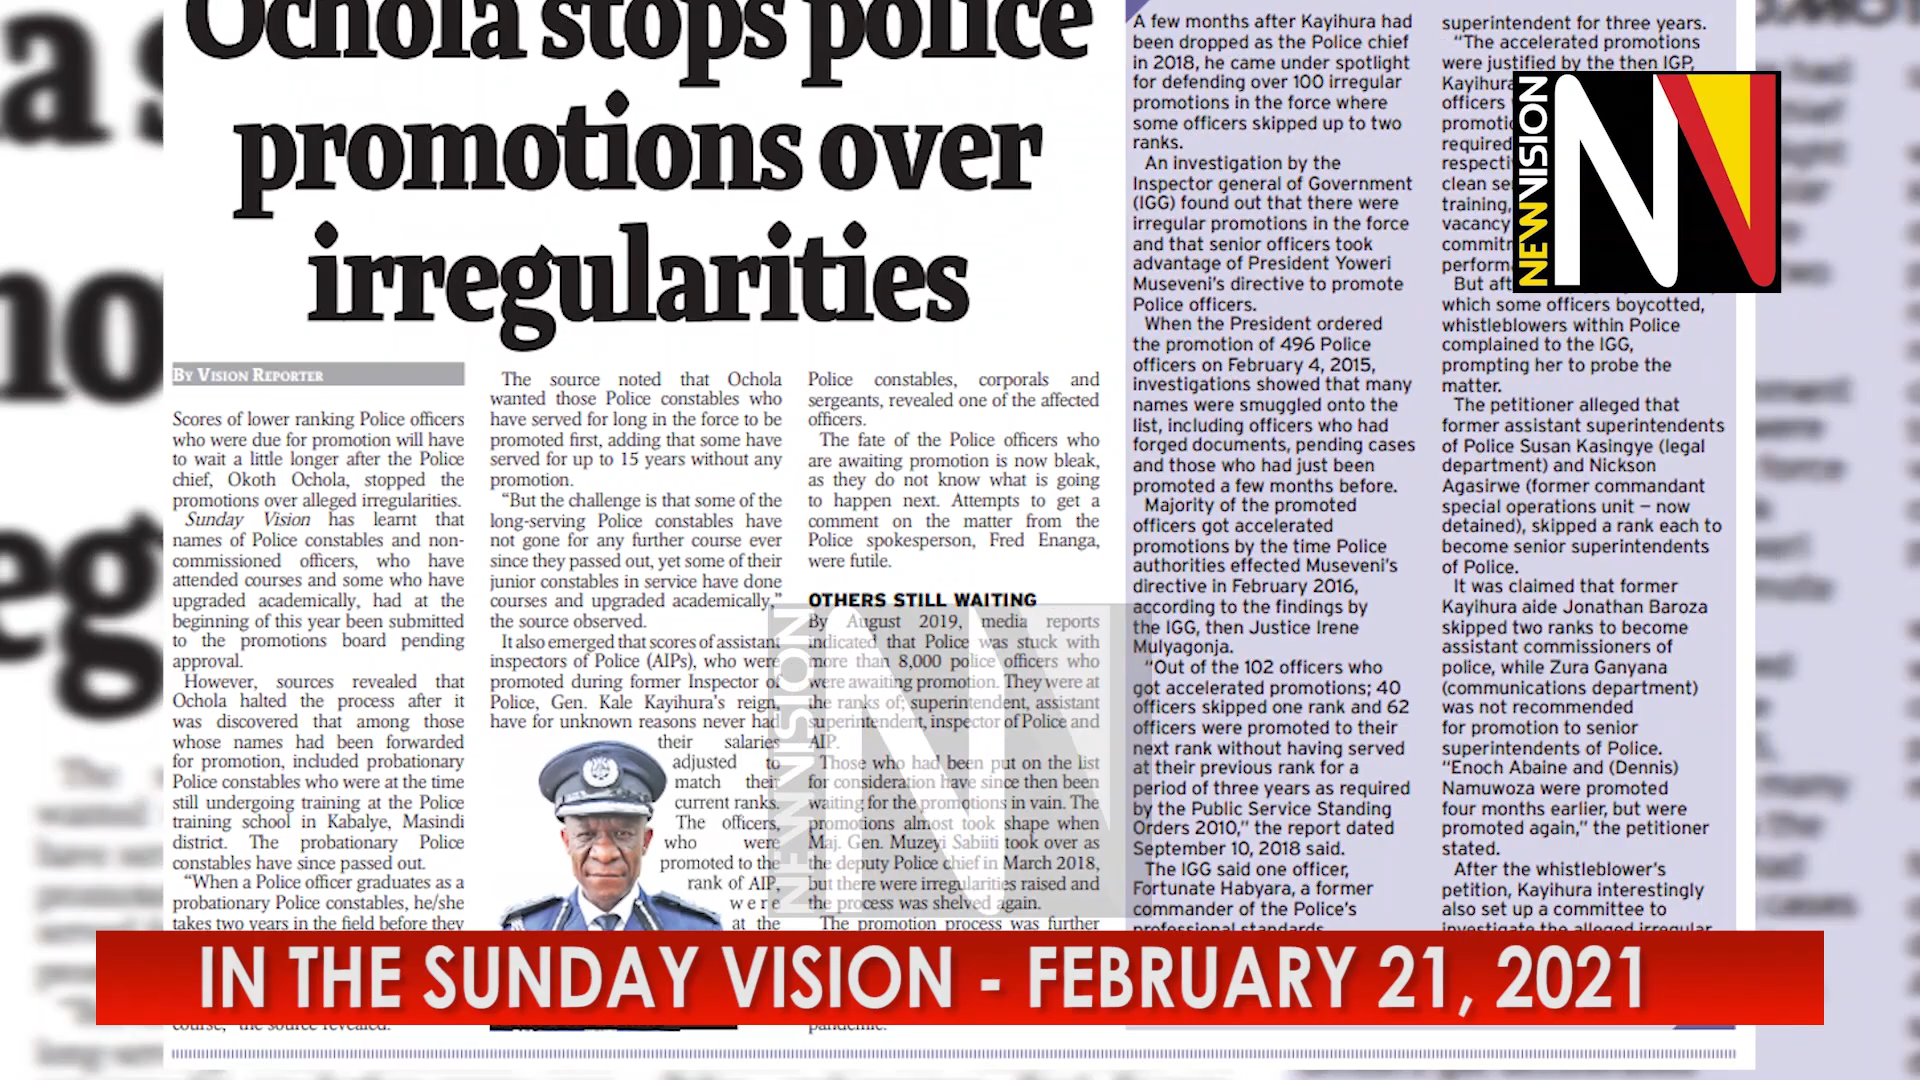 Ochola stops police
promotions over
irregularities
BY VISION REPORTER
Scores of lower ranking Police officers
who were due for promotion will have
to wait a little longer after the Police
chief, Okoth Ochola, stopped the
promotions over alleged irregularities.
Sunday Vision has learnt that
names of Police constables and non-
commissioned officers, who have
attended courses and some who have
upgraded academically, had at the
beginning of this year been submitted
to the promotions board pending
approval.
However, sources revealed that
Ochola halted the process after it
was discovered that among those
whose names had been forwarded
for promotion, included probationary
Police constables who were at the time
still undergoing training at the Police
training school in Kabalye, Masindi
district. The probationary Police
constables have since passed out.
“When a Police officer graduates as a
probationary Police constables, he/she
takes two years in the field before they
course,” the source revealed.
The source noted that Ochola
wanted those Police constables who
have served for long in the force to be
promoted first, adding that some have
served for up to 15 years without any
promotion.
“But the challenge is that some of the
long-serving Police constables have
not gone for any further course ever
since they passed out, yet some of their
junior constables in service have done
courses and upgraded academically,”
the source observed.
It also emerged that scores of assistant
inspectors of Police (AIPs), who were
promoted during former Inspector of
Police, Gen. Kale Kayihura's reign,
have for unknown reasons never had
their salaries
adjusted to
match their
current ranks.
The officers,
who were
promoted to the
rank of AIP,
were
at the
Police constables, corporals and
sergeants, revealed one of the affected
officers.
The fate of the Police officers who
are awaiting promotion is now bleak,
as they do not know what is going
to happen next. Attempts to get a
comment on the matter from the
Police spokesperson, Fred Enanga,
were futile.
OTHERS STILL WAITING
By August 2019, media reports
indicated that Police was stuck with
more than 8,000 police officers who
were awaiting promotion. They were at
the ranks of; superintendent, assistant
superintendent, inspector of Police and
AIP.
Those who had been put on the list
for consideration have since then been
waiting for the promotions in vain. The
promotions almost took shape when
Maj. Gen. Muzeyi Sabiiti took over as
the deputy Police chief in March 2018,
but there were irregularities raised and
the process was shelved again.
The promotion process was further
pandemic.
A few months after Kayihura had
been dropped as the Police chief
in 2018, he came under spotlight
for defending over 100 irregular
promotions in the force where
some officers skipped up to two
ranks.
An investigation by the
Inspector general of Government
(IGG) found out that there were
irregular promotions in the force
and that senior officers took
advantage of President Yoweri
Museveni's directive to promote
Police officers.
When the President ordered
the promotion of 496 Police
officers on February 4, 2015,
investigations showed that many
names were smuggled onto the
list, including officers who had
forged documents, pending cases
and those who had just been
promoted a few months before.
Majority of the promoted
officers got accelerated
promotions by the time Police
authorities effected Museveni's
directive in February 2016,
according to the findings by
the IGG, then Justice Irene
Mulyagonja.
“Out of the 102 officers who
got accelerated promotions; 40
officers skipped one rank and 62
officers were promoted to their
next rank without having served
at their previous rank for a
period of three years as required
by the Public Service Standing
Orders 2010,” the report dated
September 10, 2018 said.
The IGG said one officer,
Fortunate Habyara, a former
commander of the Police's
professional standards
superintendent for three years.
“The accelerated promotions
were justified by the then IGP,
Kayihura
officers
required
clean
training,
vacancy
But
which some officers boycotted,
whistleblowers within Police
complained to the IGG,
prompting her to probe the
matter.
The petitioner alleged that
former assistant superintendents
of Police Susan Kasingye (legal
department) and Nickson
Agasirwe (former commandant
special operations unit – now
detained), skipped a rank each to
become senior superintendents
of Police.
It was claimed that former
Kayihura aide Jonathan Baroza
skipped two ranks to become
assistant commissioners of
police, while Zura Ganyana
(communications department)
was not recommended
for promotion to senior
superintendents of Police.
“Enoch Abaine and (Dennis)
Namuwoza were promoted
four months earlier, but were
promoted again,” the petitioner
stated.
After the whistleblower's
petition, Kayihura interestingly
also set up a committee to
investigate the alleged irregular
NEW VISION
NEW VISION
IN THE SUNDAY VISION - FEBRUARY 21, 2021